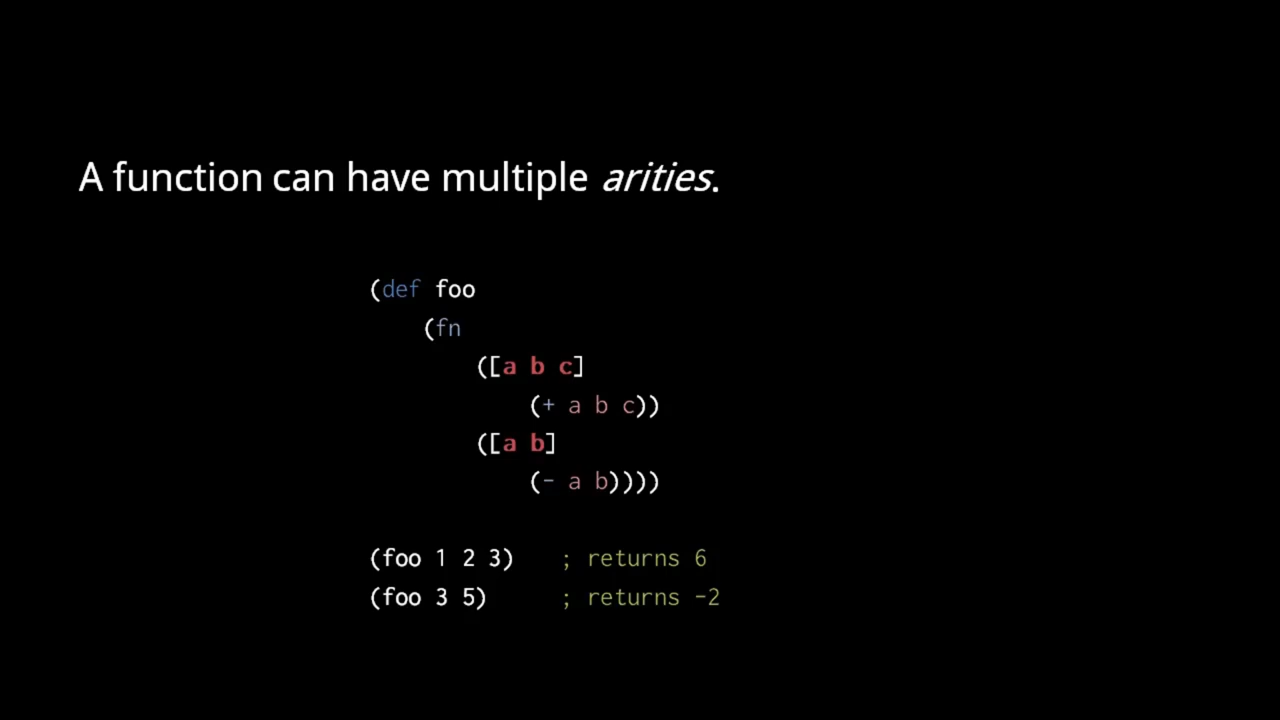 A function can have multiple arities.
(def foo
(fn
([a b c]
(+ a b c))
([a b]
(- a b))))
(foo 1 2 3) ; returns 6
(foo 3 5) ; returns -2